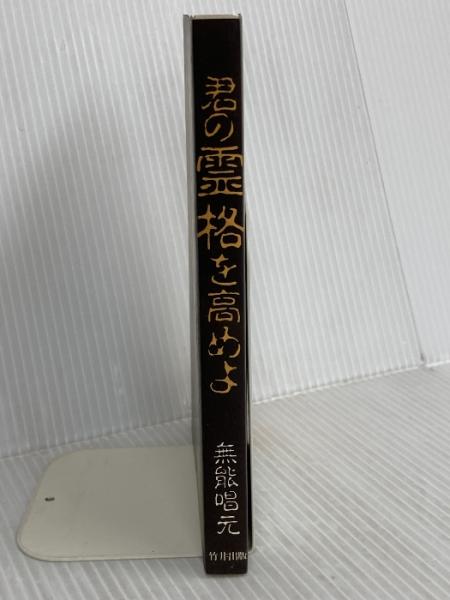 君の霊格を高めよ
無能唱元
竹井出版